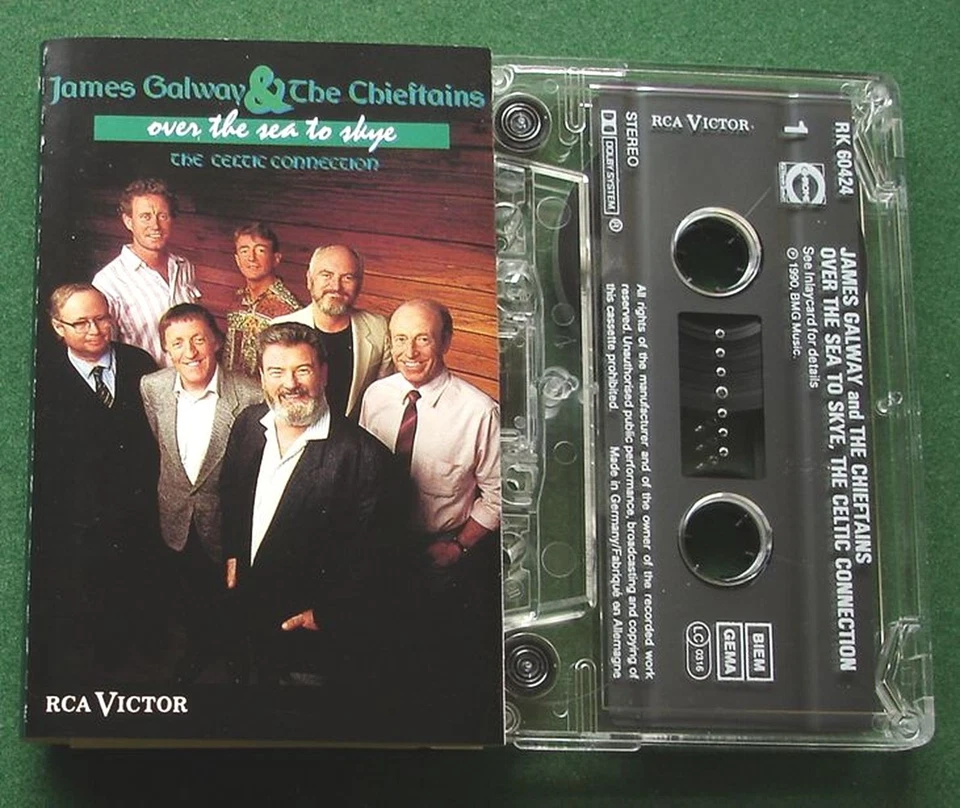 James Galway & The Chieftains
over the sea to skye
THE CELTIC CONNECTION
RCA VICTOR
RK 60424
1
RCA VICTOR
STEREO
DOLBY SYSTEM
JAMES GALWAY and THE CHIEFTAINS
OVER THE SEA TO SKYE, THE CELTIC CONNECTION
See Inlaycard for details
℗ 1990, BMG Music.
All rights of the manufacturer and of the owner of the recorded work
reserved. Unauthorised public performance, broadcasting and copying of
this cassette prohibited. Made in Germany/Fabriqué en Allemagne
BIEM
GEMA
LC 0316